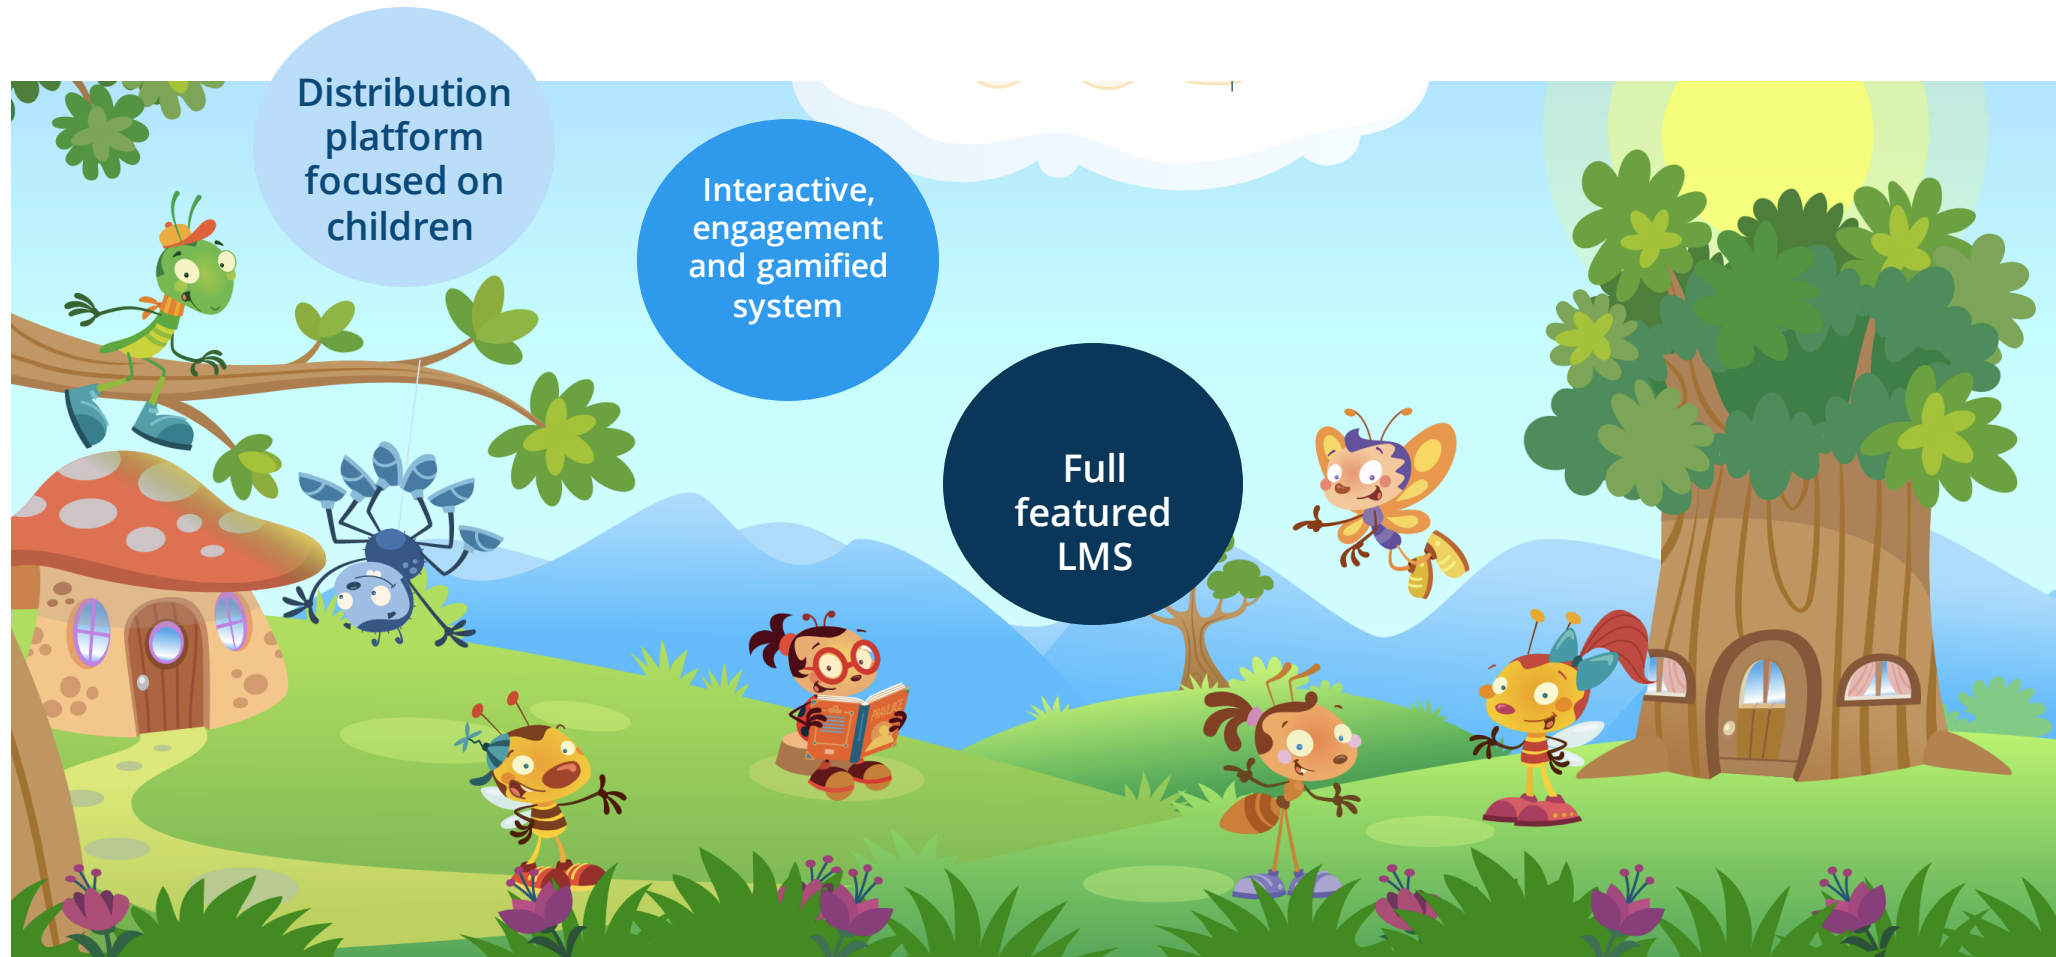 Distribution
platform
focused on
children
Interactive,
engagement
and gamified
system
Full
featured
LMS